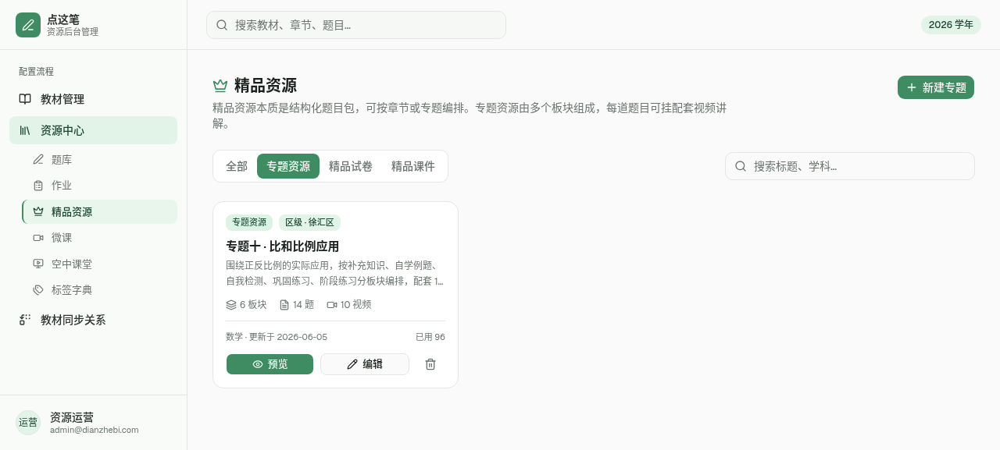 点这笔
资源后台管理
搜索教材、章节、题目...
2026 学年
配置流程
教材管理
资源中心
题库
作业
精品资源
微课
空中课堂
标签字典
教材同步关系
运营
资源运营
admin@dianzhebi.com
精品资源
精品资源本质是结构化题目包，可按章节或专题编排。专题资源由多个板块组成，每道题目可挂配套视频讲
解。
新建专题
全部
专题资源
精品试卷
精品课件
搜索标题、学科...
专题资源
区级 · 徐汇区
专题十 · 比和比例应用
围绕正反比例的实际应用，按补充知识、自学例题、
自我检测、巩固练习、阶段练习分板块编排，配套 1...
6 板块
14 题
10 视频
数学 · 更新于 2026-06-05
已用 96
预览
编辑